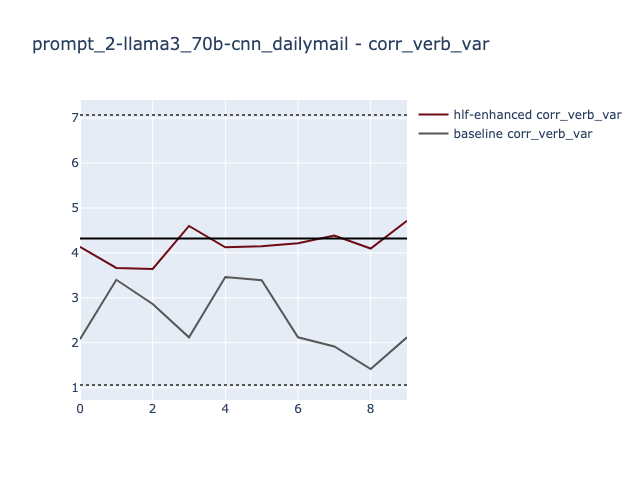 prompt_2-llama3_70b-cnn_dailymail - corr_verb_var
hlf-enhanced corr_verb_var
baseline corr_verb_var
7
6
5
4
3
2
1
0 2 4 6 8